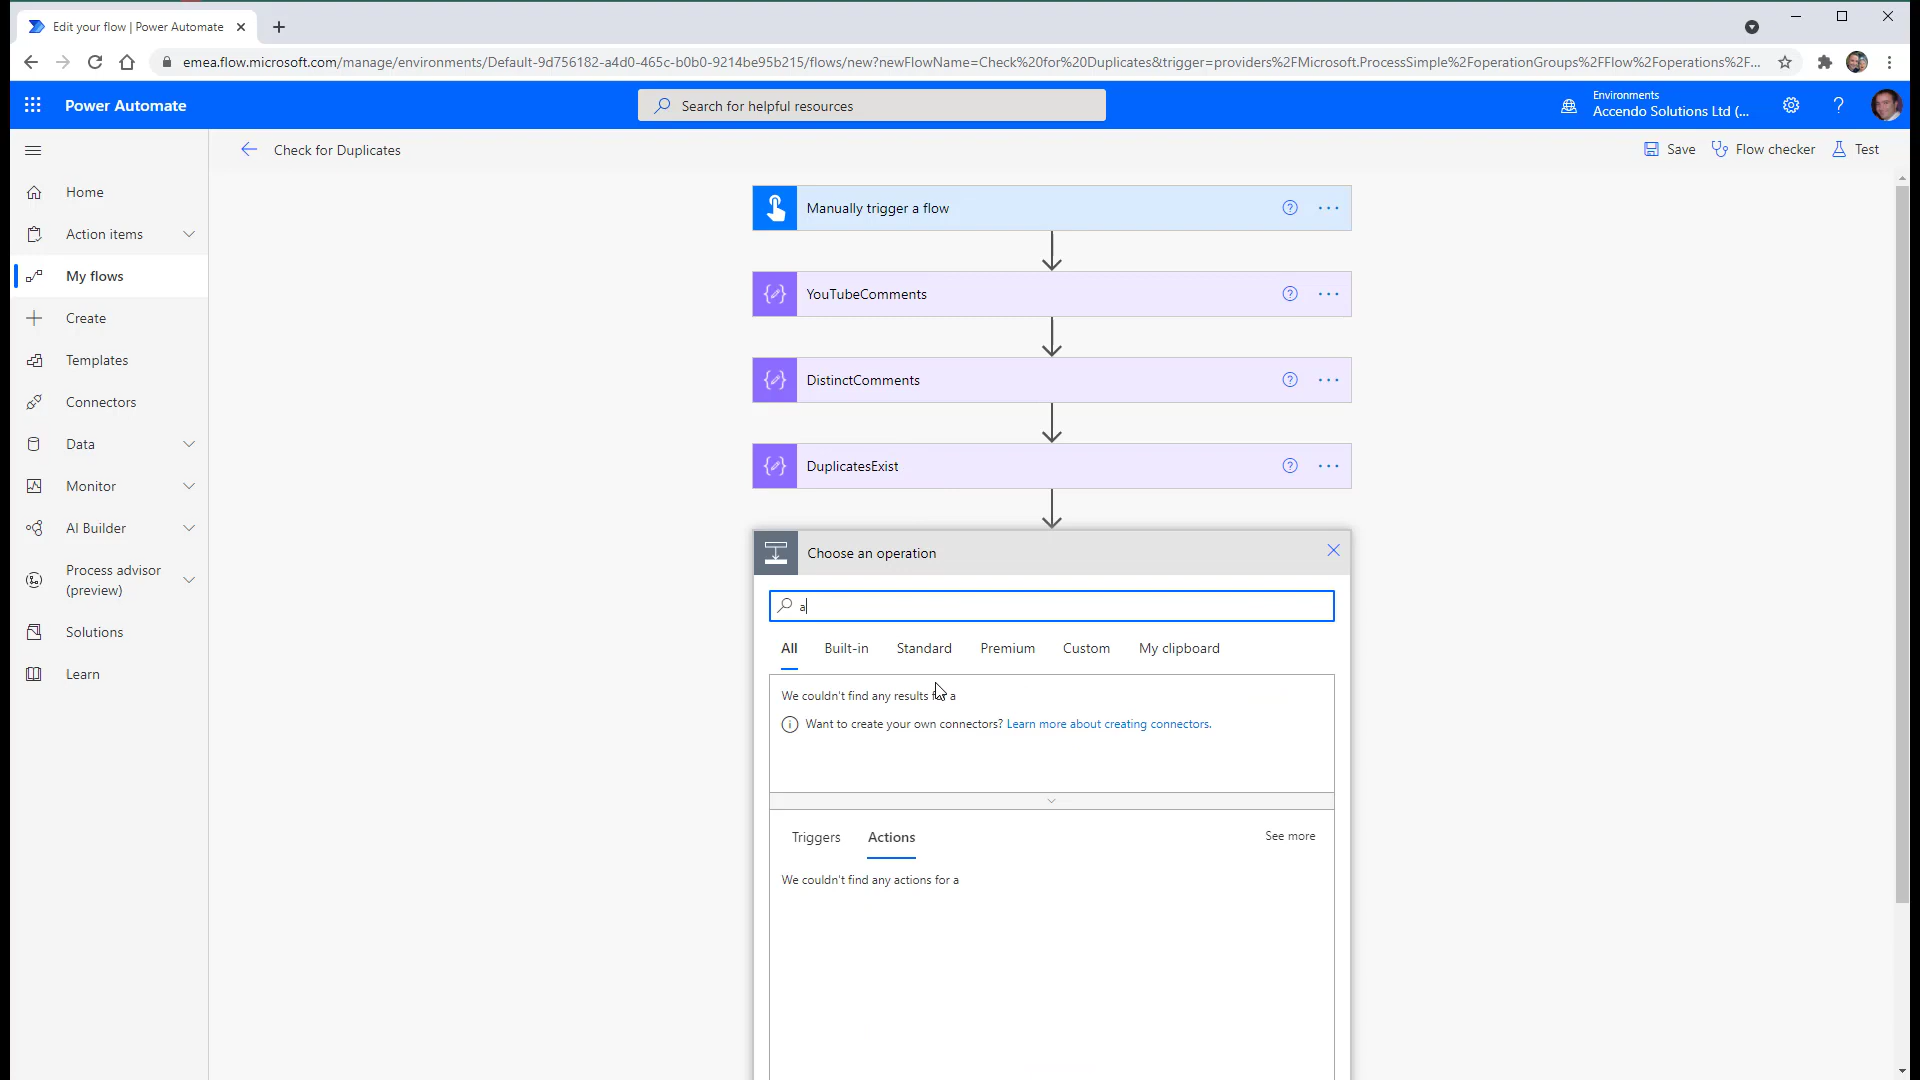 Edit your flow | Power Automate
emea.flow.microsoft.com/manage/environments/Default-9d756182-a4d0-465c-b0b0-9214be95b215/flows/new?newFlowName=Check%20for%20Duplicates&trigger=providers%2FMicrosoft.ProcessSimple%2FoperationGroups%2FFlow%2Foperations%2F...
Power Automate
Search for helpful resources
Environments
Accendo Solutions Ltd (...
Check for Duplicates
Save
Flow checker
Test
Home
Action items
My flows
Create
Templates
Connectors
Data
Monitor
AI Builder
Process advisor
(preview)
Solutions
Learn
Manually trigger a flow
YouTubeComments
DistinctComments
DuplicatesExist
Choose an operation
a
All
Built-in
Standard
Premium
Custom
My clipboard
We couldn't find any results for a
Want to create your own connectors? Learn more about creating connectors.
Triggers
Actions
See more
We couldn't find any actions for a